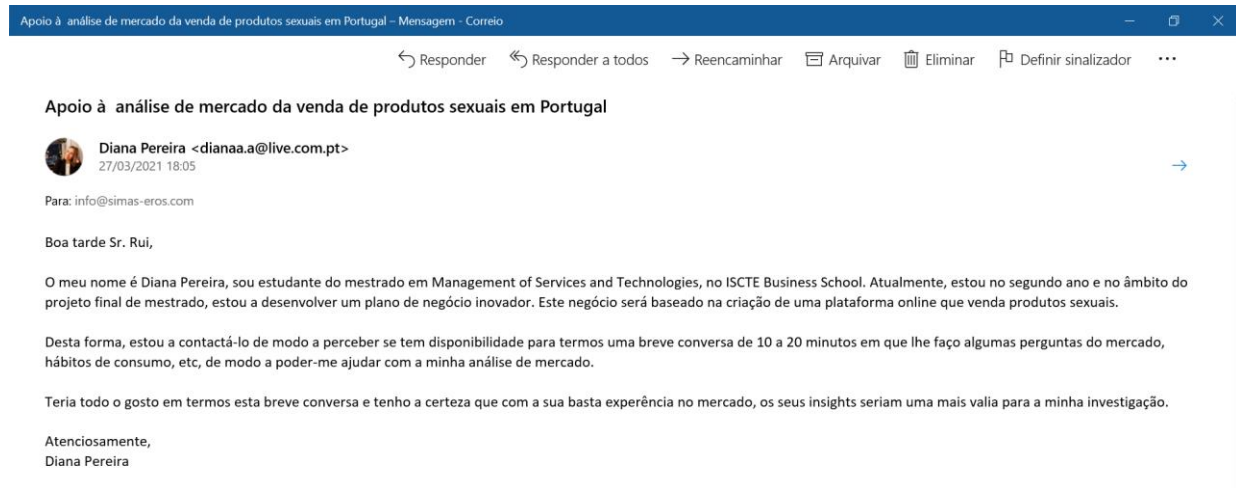 Apoio à  análise de mercado da venda de produtos sexuais em Portugal – Mensagem - Correio
Responder Responder a todos Reencaminhar Arquivar Eliminar Definir sinalizador ...
Apoio à  análise de mercado da venda de produtos sexuais em Portugal
Diana Pereira <dianaa.a@live.com.pt>
27/03/2021 18:05
Para: info@simas-eros.com
Boa tarde Sr. Rui,
O meu nome é Diana Pereira, sou estudante do mestrado em Management of Services and Technologies, no ISCTE Business School. Atualmente, estou no segundo ano e no âmbito do
projeto final de mestrado, estou a desenvolver um plano de negócio inovador. Este negócio será baseado na criação de uma plataforma online que venda produtos sexuais.
Desta forma, estou a contactá-lo de modo a perceber se tem disponibilidade para termos uma breve conversa de 10 a 20 minutos em que lhe faço algumas perguntas do mercado,
hábitos de consumo, etc, de modo a poder-me ajudar com a minha análise de mercado.
Teria todo o gosto em termos esta breve conversa e tenho a certeza que com a sua basta experência no mercado, os seus insights seriam uma mais valia para a minha investigação.
Atenciosamente,
Diana Pereira